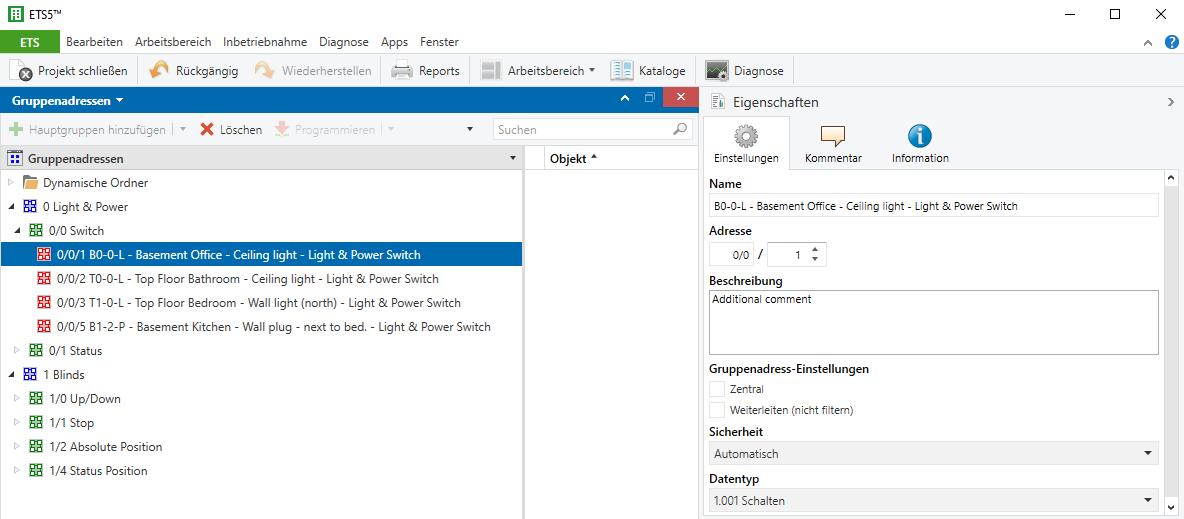 ETS5™
ETS Bearbeiten Arbeitsbereich Inbetriebnahme Diagnose Apps Fenster
Projekt schließen Rückgängig Wiederherstellen Reports Arbeitsbereich Kataloge Diagnose
Gruppenadressen
Hauptgruppen hinzufügen Löschen Programmieren Suchen
Gruppenadressen
Objekt
Dynamische Ordner
0 Light & Power
0/0 Switch
0/0/1 B0-0-L - Basement Office - Ceiling light - Light & Power Switch
0/0/2 T0-0-L - Top Floor Bathroom - Ceiling light - Light & Power Switch
0/0/3 T1-0-L - Top Floor Bedroom - Wall light (north) - Light & Power Switch
0/0/5 B1-2-P - Basement Kitchen - Wall plug - next to bed. - Light & Power Switch
0/1 Status
1 Blinds
1/0 Up/Down
1/1 Stop
1/2 Absolute Position
1/4 Status Position
Eigenschaften
Einstellungen Kommentar Information
Name
B0-0-L - Basement Office - Ceiling light - Light & Power Switch
Adresse
0/0 / 1
Beschreibung
Additional comment
Gruppenadress-Einstellungen
Zentral
Weiterleiten (nicht filtern)
Sicherheit
Automatisch
Datentyp
1.001 Schalten